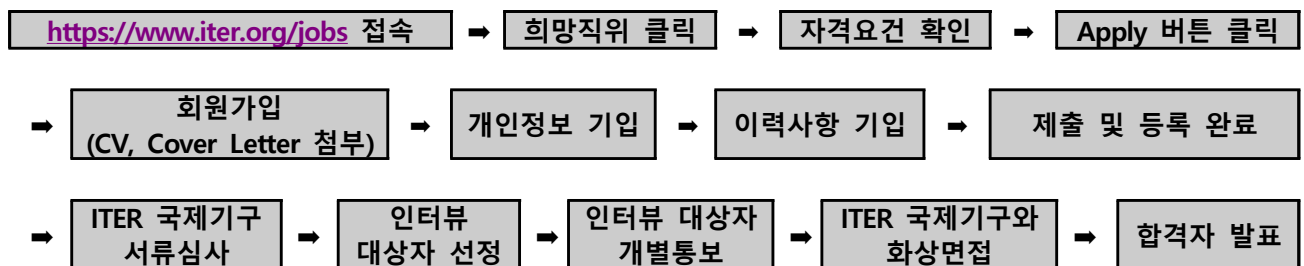 https://www.iter.org/jobs 접속 ➡ 희망직위 클릭 ➡ 자격요건 확인 ➡ Apply 버튼 클릭
➡ 회원가입
(CV, Cover Letter 첨부) ➡ 개인정보 기입 ➡ 이력사항 기입 ➡ 제출 및 등록 완료
➡ ITER 국제기구
서류심사 ➡ 인터뷰
대상자 선정 ➡ 인터뷰 대상자
개별통보 ➡ ITER 국제기구와
화상면접 ➡ 합격자 발표